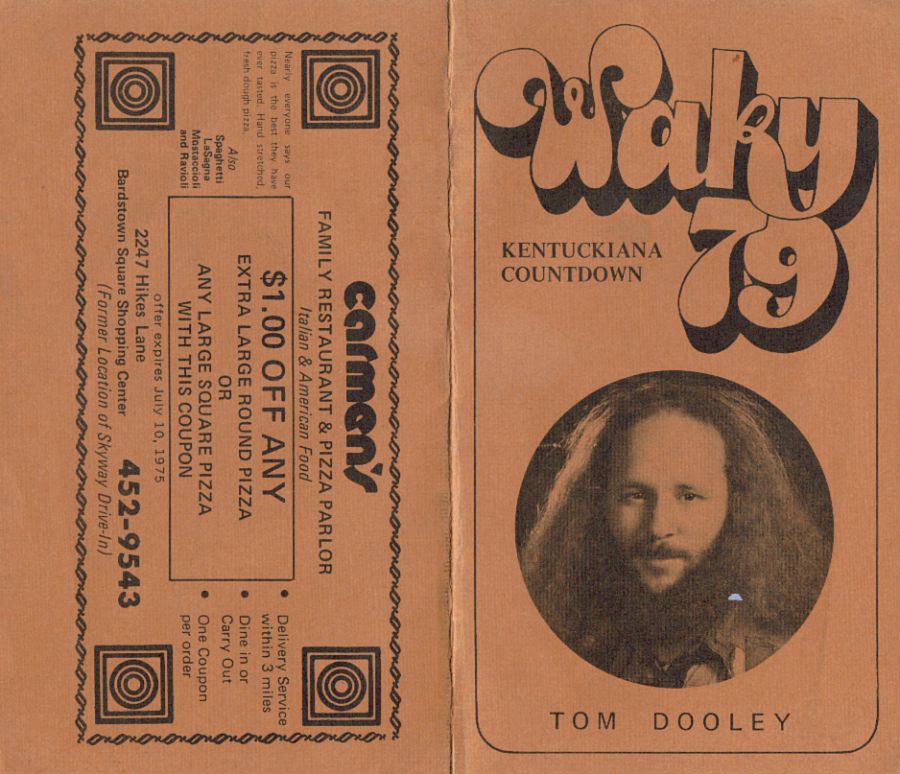 Waky
79
KENTUCKIANA
COUNTDOWN
TOM DOOLEY
Carmen's
FAMILY RESTAURANT & PIZZA PARLOR
Italian & American Food
Nearly everyone says our
pizza is the best they have
ever tasted. Hand stretched,
fresh dough pizza.
Also
Spaghetti
LaSagna
Mostaccioli
and Ravioli
$1.00 OFF ANY
EXTRA LARGE ROUND PIZZA
OR
ANY LARGE SQUARE PIZZA
WITH THIS COUPON
• Delivery Service
within 3 miles
• Dine in or
Carry Out
• One Coupon
per order
offer expires July 10, 1975
2247 Hikes Lane
Bardstown Square Shopping Center
452-9543
(Former Location of Skyway Drive-In)